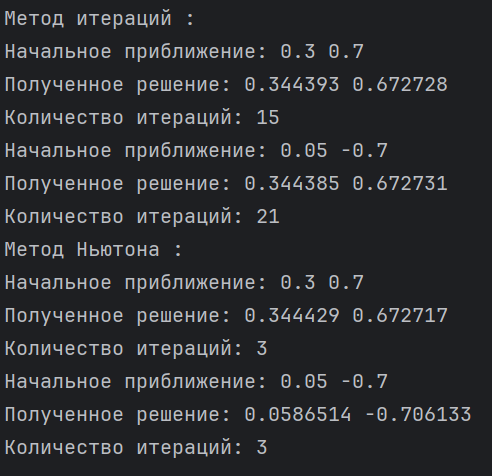 Метод итераций :
Начальное приближение: 0.3 0.7
Полученное решение: 0.344393 0.672728
Количество итераций: 15
Начальное приближение: 0.05 -0.7
Полученное решение: 0.344385 0.672731
Количество итераций: 21
Метод Ньютона :
Начальное приближение: 0.3 0.7
Полученное решение: 0.344429 0.672717
Количество итераций: 3
Начальное приближение: 0.05 -0.7
Полученное решение: 0.0586514 -0.706133
Количество итераций: 3